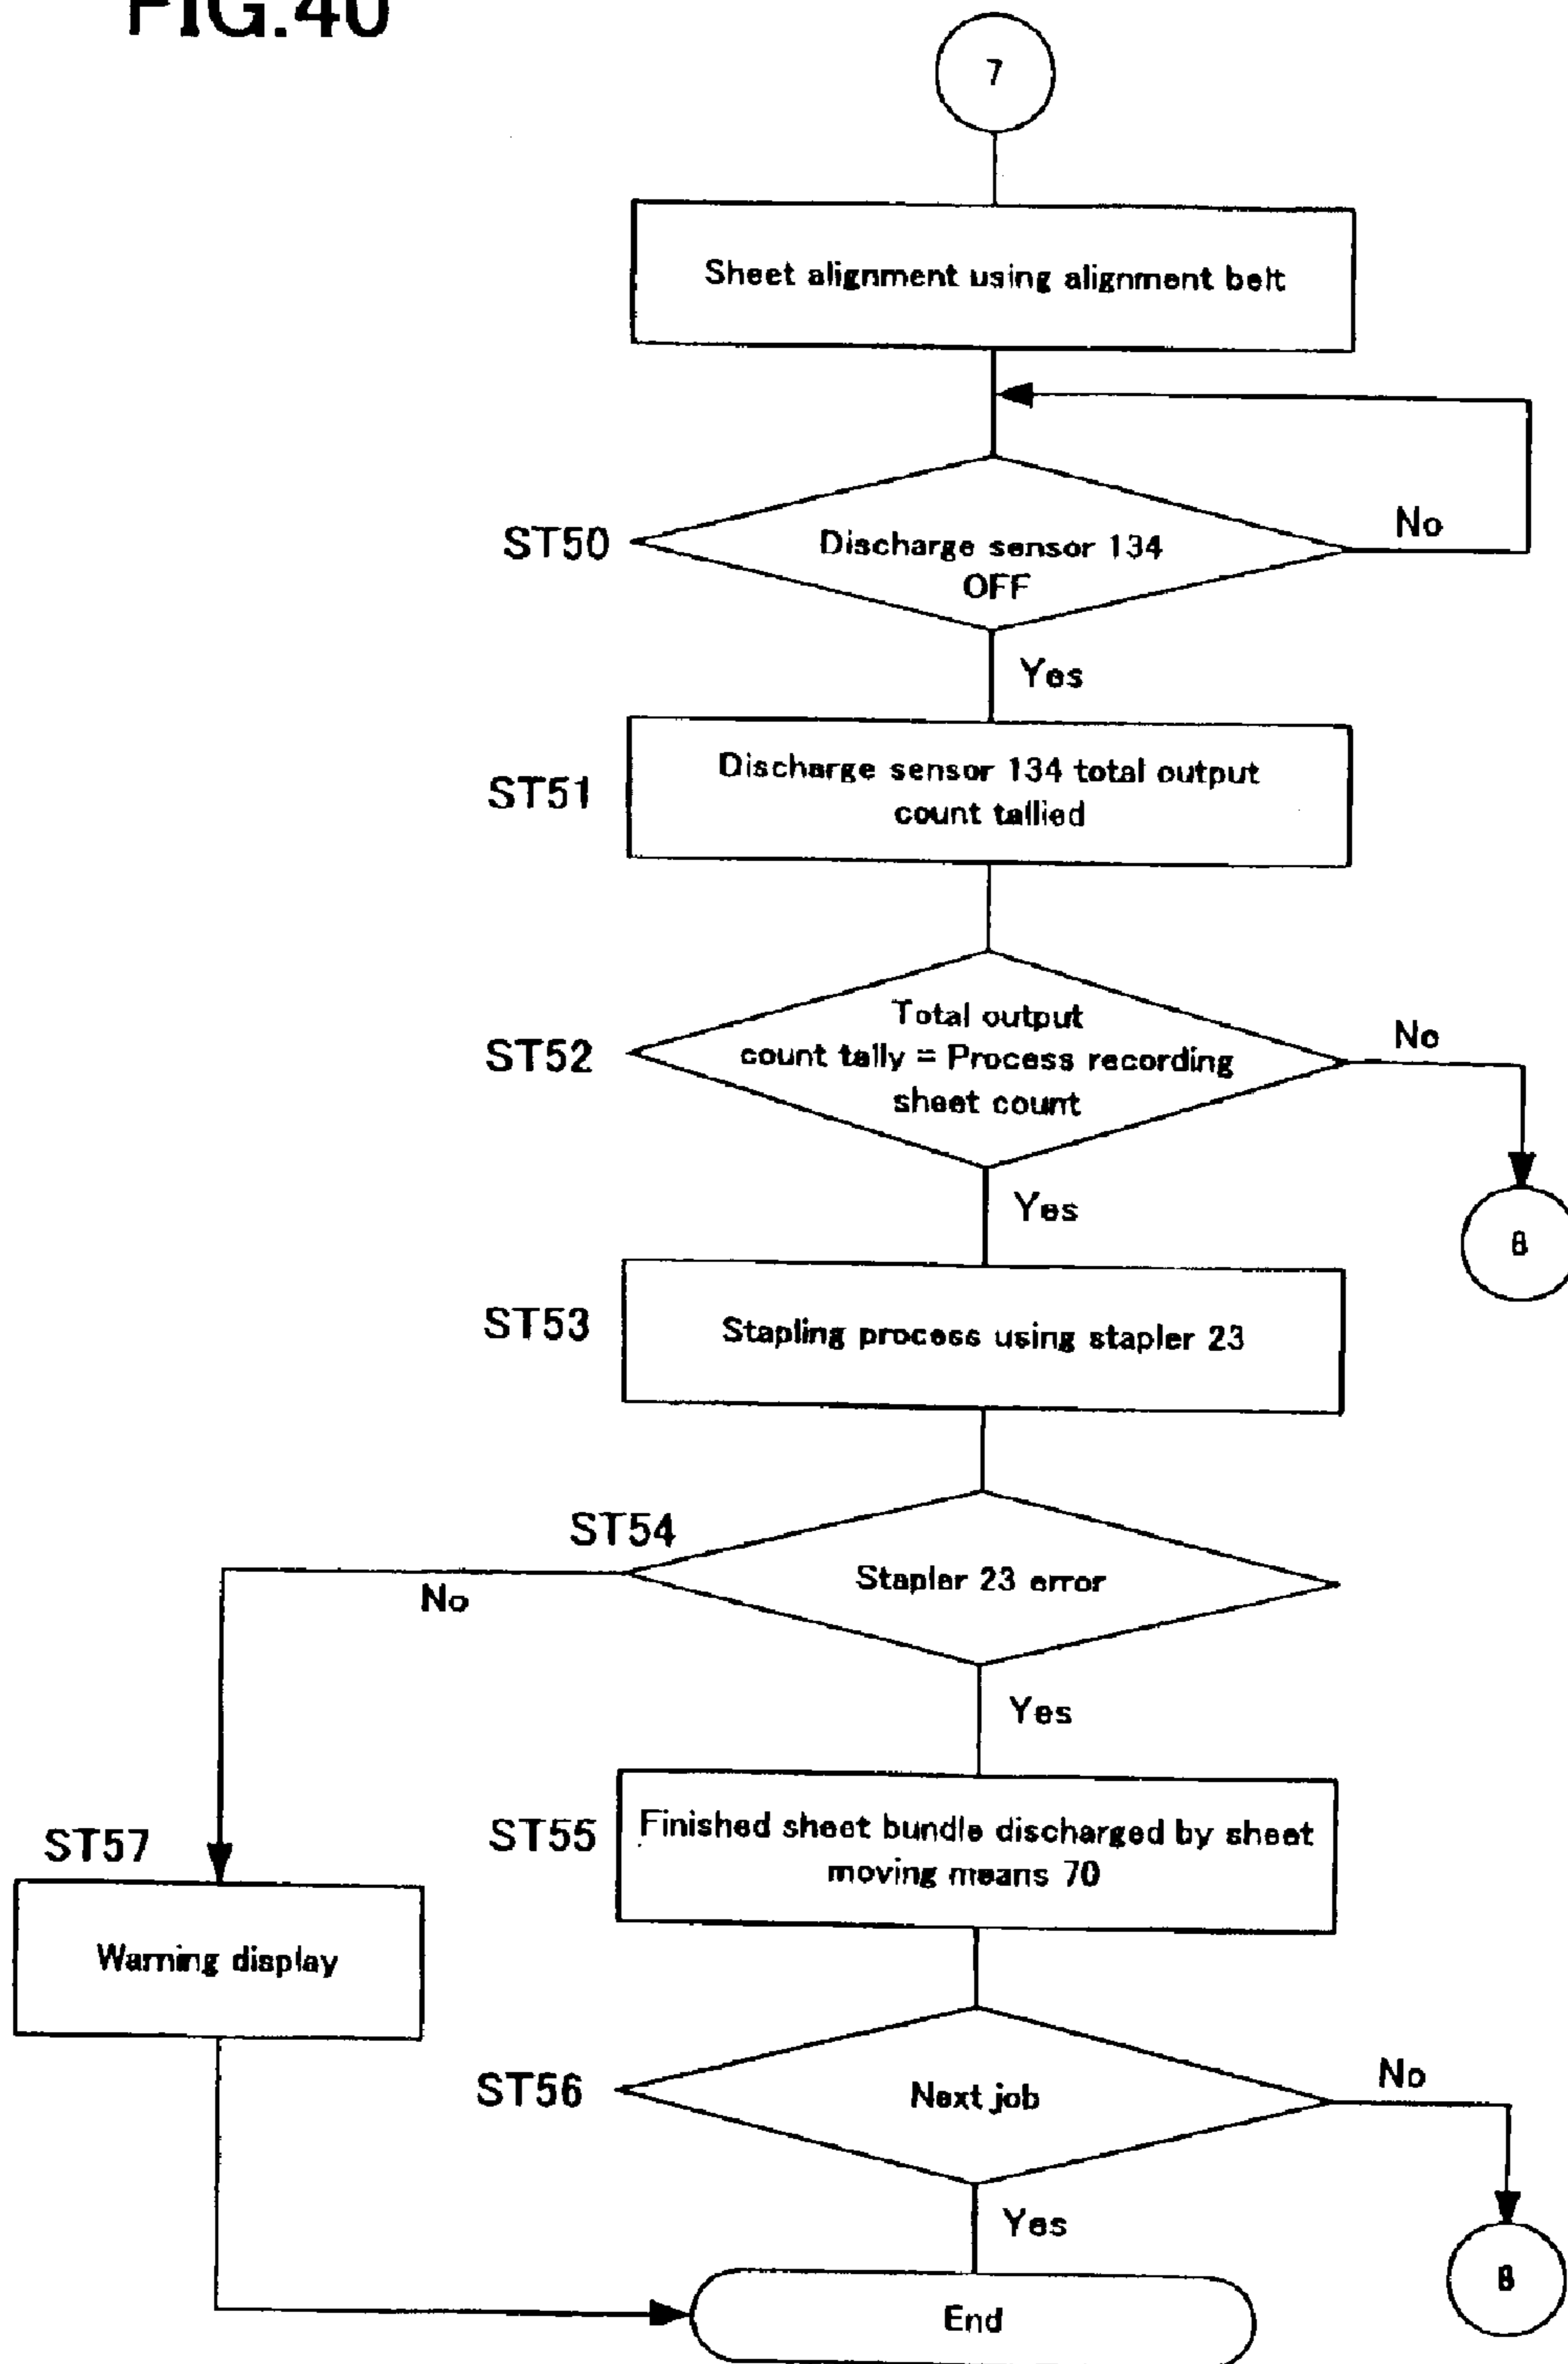 FIG.40
7
Sheet alignment using alignment belt
ST50
Discharge sensor 134
OFF
No
Yes
ST51
Discharge sensor 134 total output
count tallied
ST52
Total output
count tally = Process recording
sheet count
No
Yes
ST53
Stapling process using stapler 23
ST54
Stapler 23 error
No
Yes
ST55
Finished sheet bundle discharged by sheet
moving means 70
ST57
Warning display
ST56
Next job
No
Yes
End